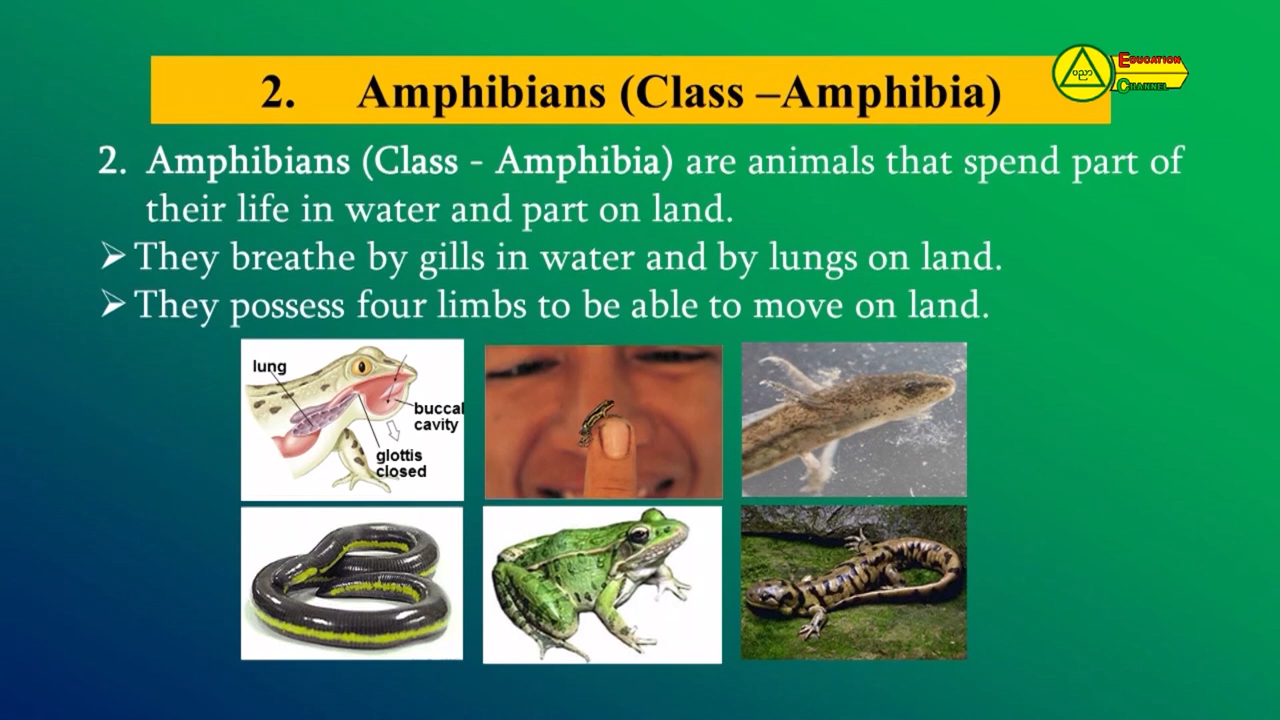 2. Amphibians (Class –Amphibia)
ပညာ
EDUCATION
CHANNEL
2. Amphibians (Class - Amphibia) are animals that spend part of
their life in water and part on land.
➢ They breathe by gills in water and by lungs on land.
➢ They possess four limbs to be able to move on land.
lung
buccal
cavity
glottis
closed